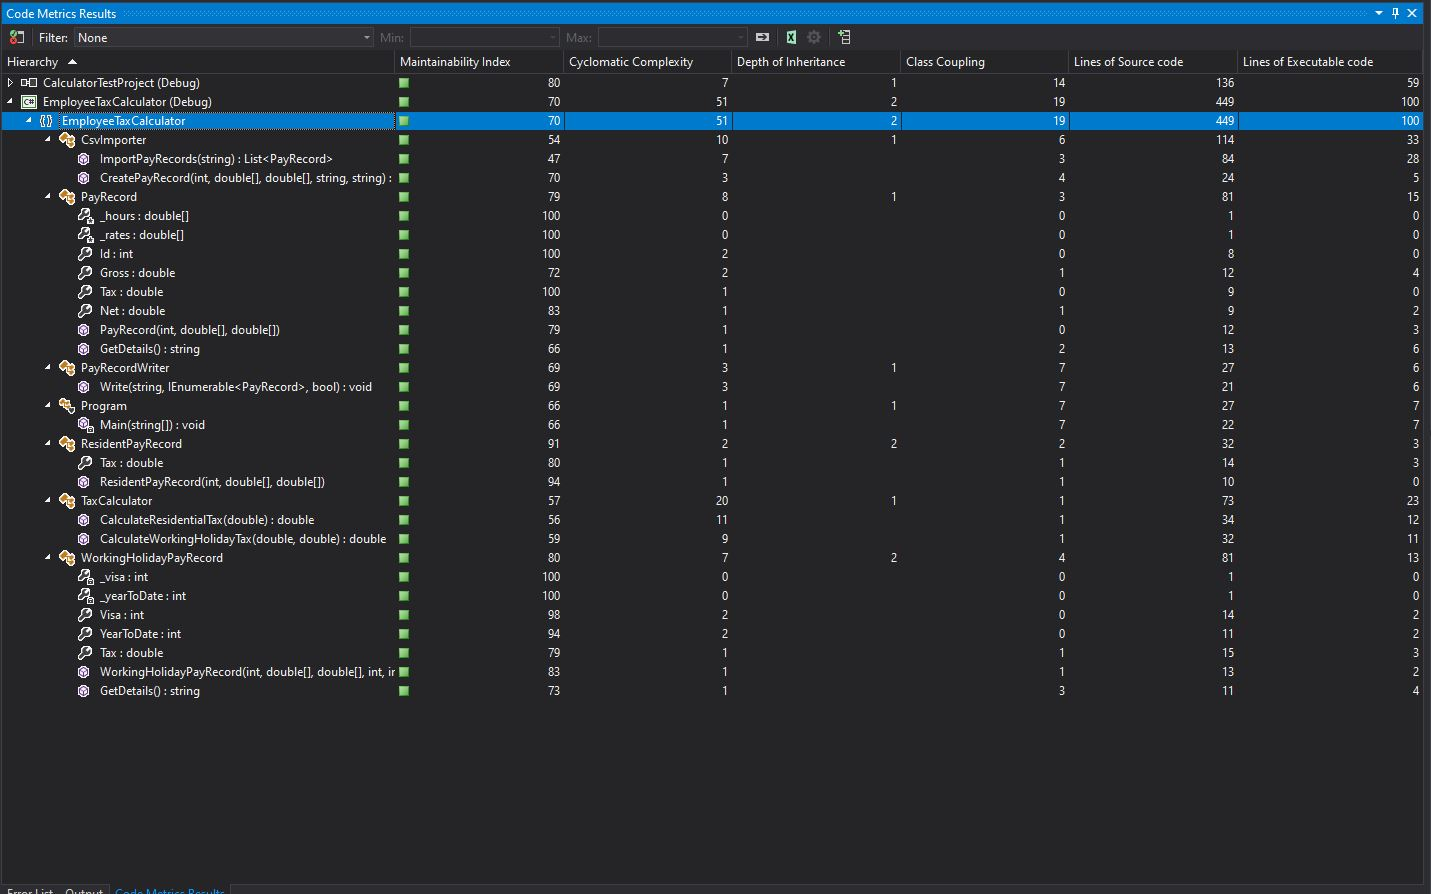 Code Metrics Results
Filter: None Min: Max:
Hierarchy Maintainability Index Cyclomatic Complexity Depth of Inheritance Class Coupling Lines of Source code Lines of Executable code
CalculatorTestProject (Debug) 80 7 1 14 136 59
C# EmployeeTaxCalculator (Debug) 70 51 2 19 449 100
{} EmployeeTaxCalculator 70 51 2 19 449 100
CsvImporter 54 10 1 6 114 33
ImportPayRecords(string) : List<PayRecord> 47 7 3 84 28
CreatePayRecord(int, double[], double[], string, string) : 70 3 4 24 5
PayRecord 79 8 1 3 81 15
_hours : double[] 100 0 0 1 0
_rates : double[] 100 0 0 1 0
Id : int 100 2 0 8 0
Gross : double 72 2 1 12 4
Tax : double 100 1 0 9 0
Net : double 83 1 1 9 2
PayRecord(int, double[], double[]) 79 1 0 12 3
GetDetails() : string 66 1 2 13 6
PayRecordWriter 69 3 1 7 27 6
Write(string, IEnumerable<PayRecord>, bool) : void 69 3 7 21 6
Program 66 1 1 7 27 7
Main(string[]) : void 66 1 7 22 7
ResidentPayRecord 91 2 2 2 32 3
Tax : double 80 1 1 14 3
ResidentPayRecord(int, double[], double[]) 94 1 1 10 0
TaxCalculator 57 20 1 1 73 23
CalculateResidentialTax(double) : double 56 11 1 34 12
CalculateWorkingHolidayTax(double, double) : double 59 9 1 32 11
WorkingHolidayPayRecord 80 7 2 4 81 13
_visa : int 100 0 0 1 0
_yearToDate : int 100 0 0 1 0
Visa : int 98 2 0 14 2
YearToDate : int 94 2 0 11 2
Tax : double 79 1 1 15 3
WorkingHolidayPayRecord(int, double[], double[], int, ir 83 1 1 13 2
GetDetails() : string 73 1 3 11 4
Error List Output Code Metrics Results